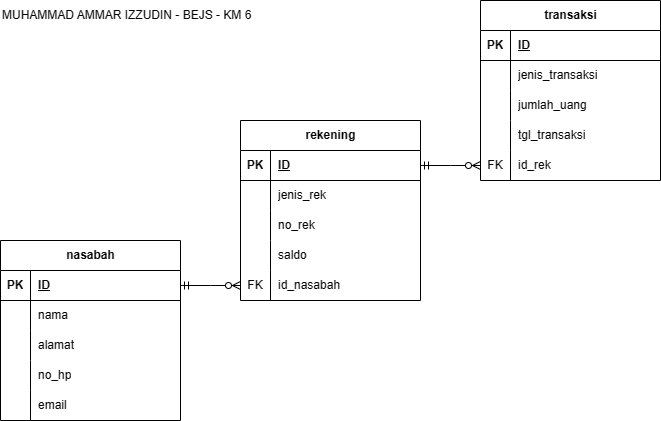 MUHAMMAD AMMAR IZZUDIN - BEJS - KM 6
transaksi
PK ID
jenis_transaksi
jumlah_uang
tgl_transaksi
FK id_rek
rekening
PK ID
jenis_rek
no_rek
saldo
FK id_nasabah
nasabah
PK ID
nama
alamat
no_hp
email